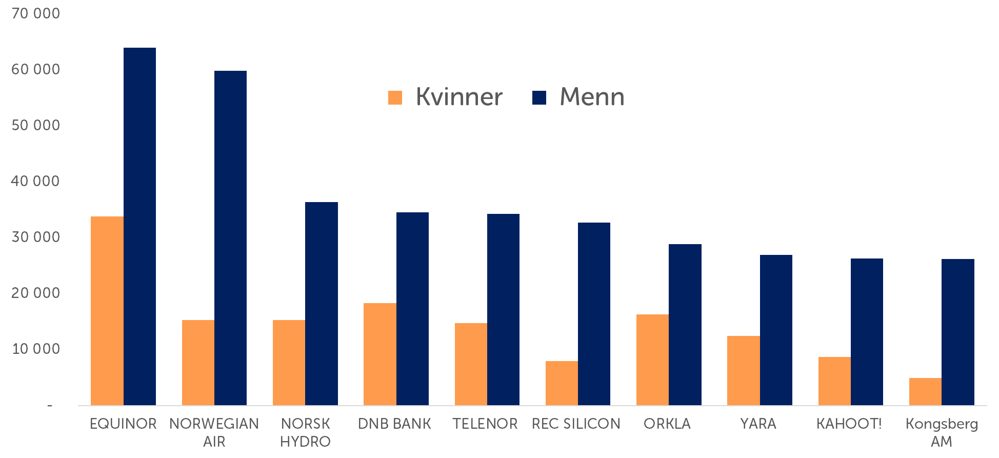 70 000
60 000
50 000
40 000
30 000
20 000
10 000
-
Kvinner Menn
EQUINOR NORWEGIAN NORSK DNB BANK TELENOR REC SILICON ORKLA YARA KAHOOT! Kongsberg
AIR HYDRO AM